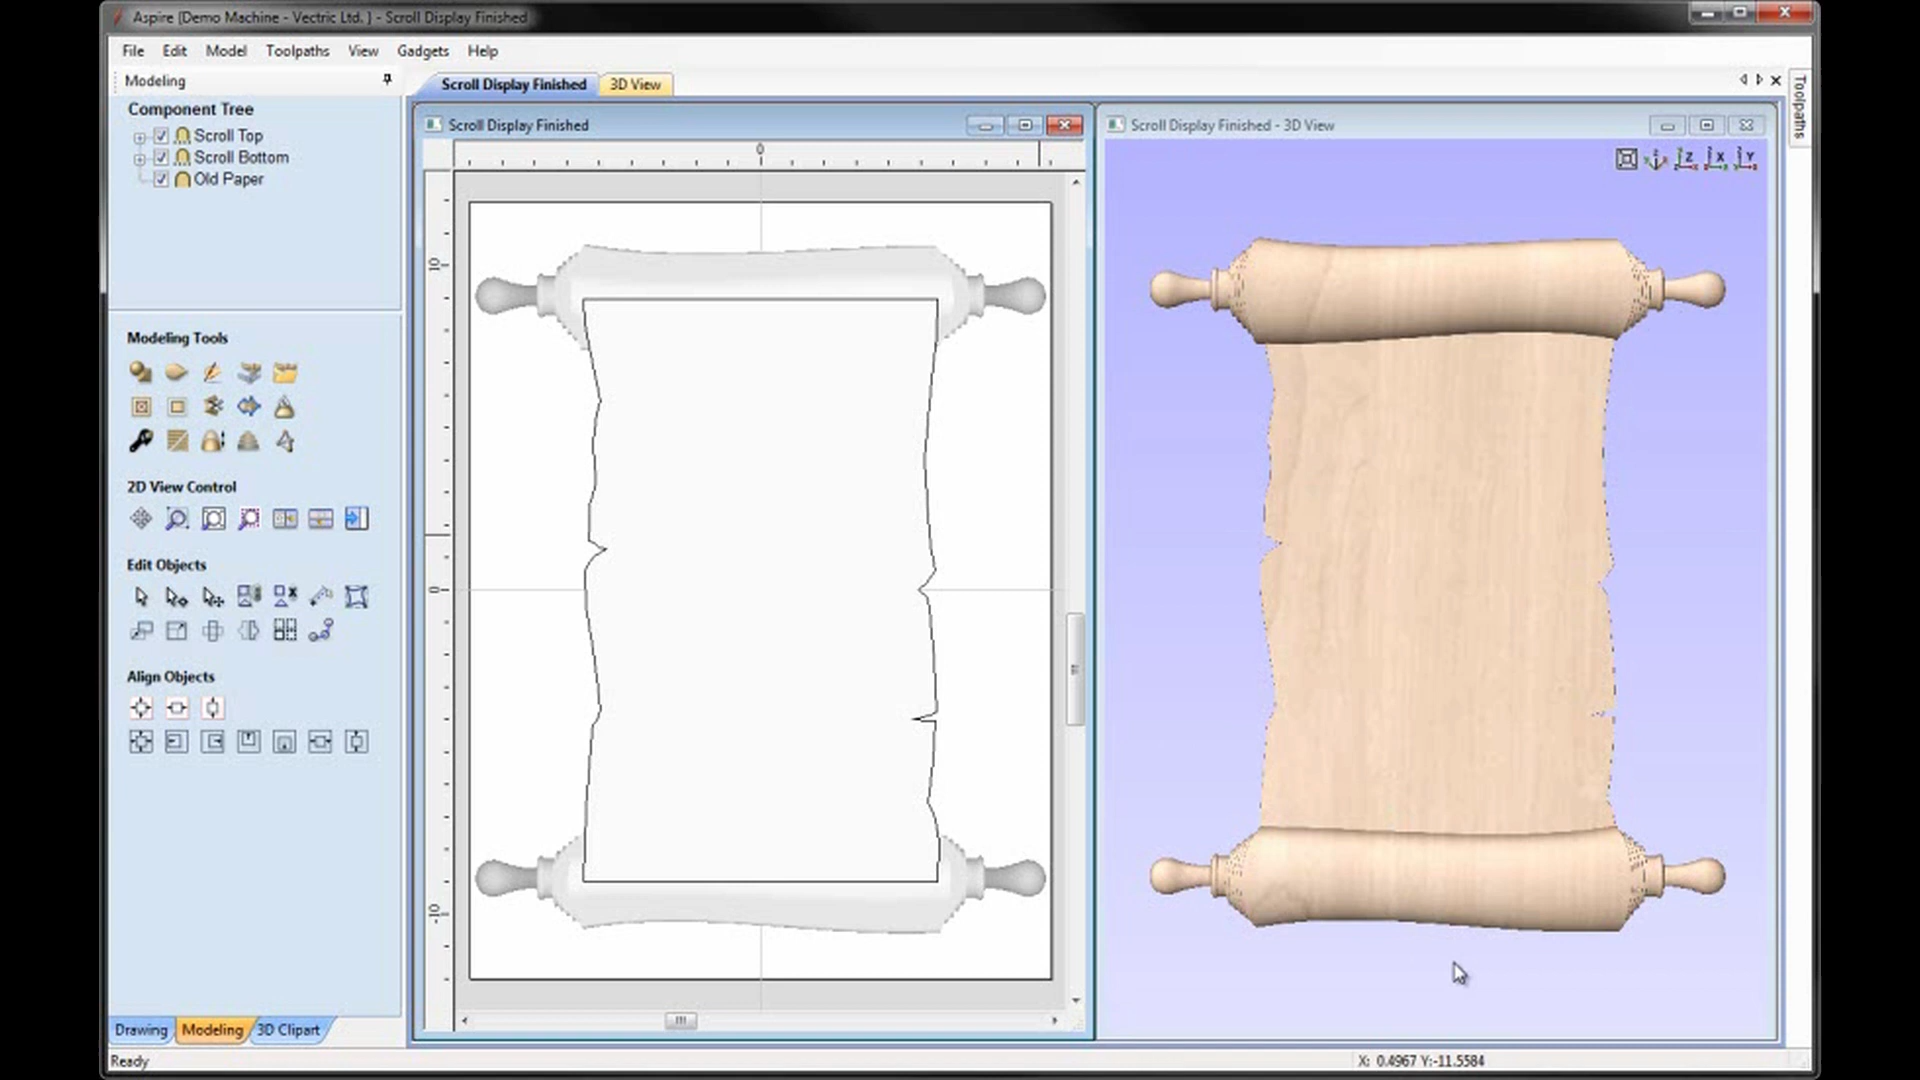 Aspire (Demo Machine - Vectric Ltd. ) - Scroll Display Finished
File Edit Model Toolpaths View Gadgets Help
Modeling
Component Tree
Scroll Top
Scroll Bottom
Old Paper
Modeling Tools
2D View Control
Edit Objects
Align Objects
Drawing Modeling 3D Clipart
Ready
Scroll Display Finished 3D View
Scroll Display Finished
0
10
0
-10
Scroll Display Finished - 3D View
Z X Y
Toolpaths
X: 0.4967 Y:-11.5584